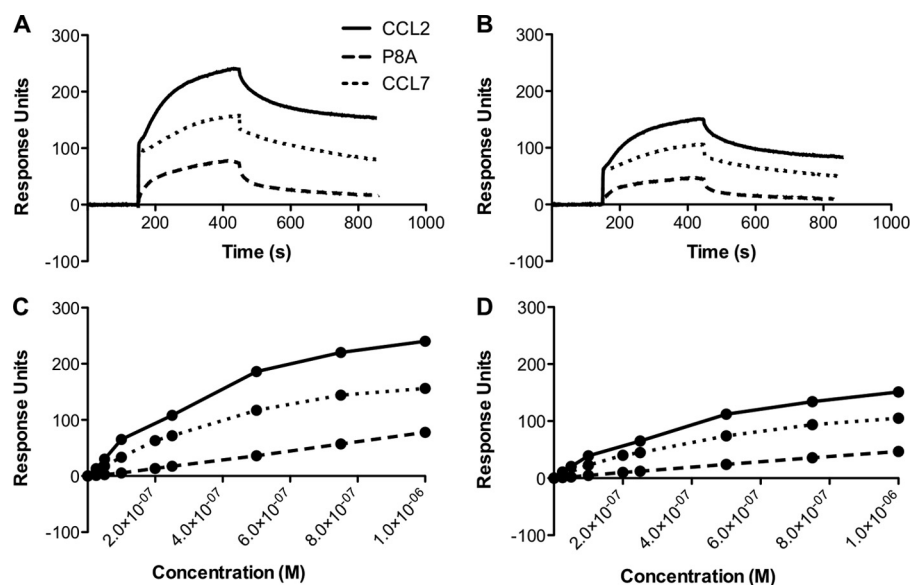 A
300
200
100
0
-100
Response Units
200
400
600
800
1000
Time (s)
CCL2
P8A
CCL7
B
300
200
100
0
-100
Response Units
200
400
600
800
1000
Time (s)
C
300
200
100
0
-100
Response Units
2.0×10⁻⁰⁷
4.0×10⁻⁰⁷
6.0×10⁻⁰⁷
8.0×10⁻⁰⁷
1.0×10⁻⁰⁶
Concentration (M)
D
300
200
100
0
-100
Response Units
2.0×10⁻⁰⁷
4.0×10⁻⁰⁷
6.0×10⁻⁰⁷
8.0×10⁻⁰⁷
1.0×10⁻⁰⁶
Concentration (M)